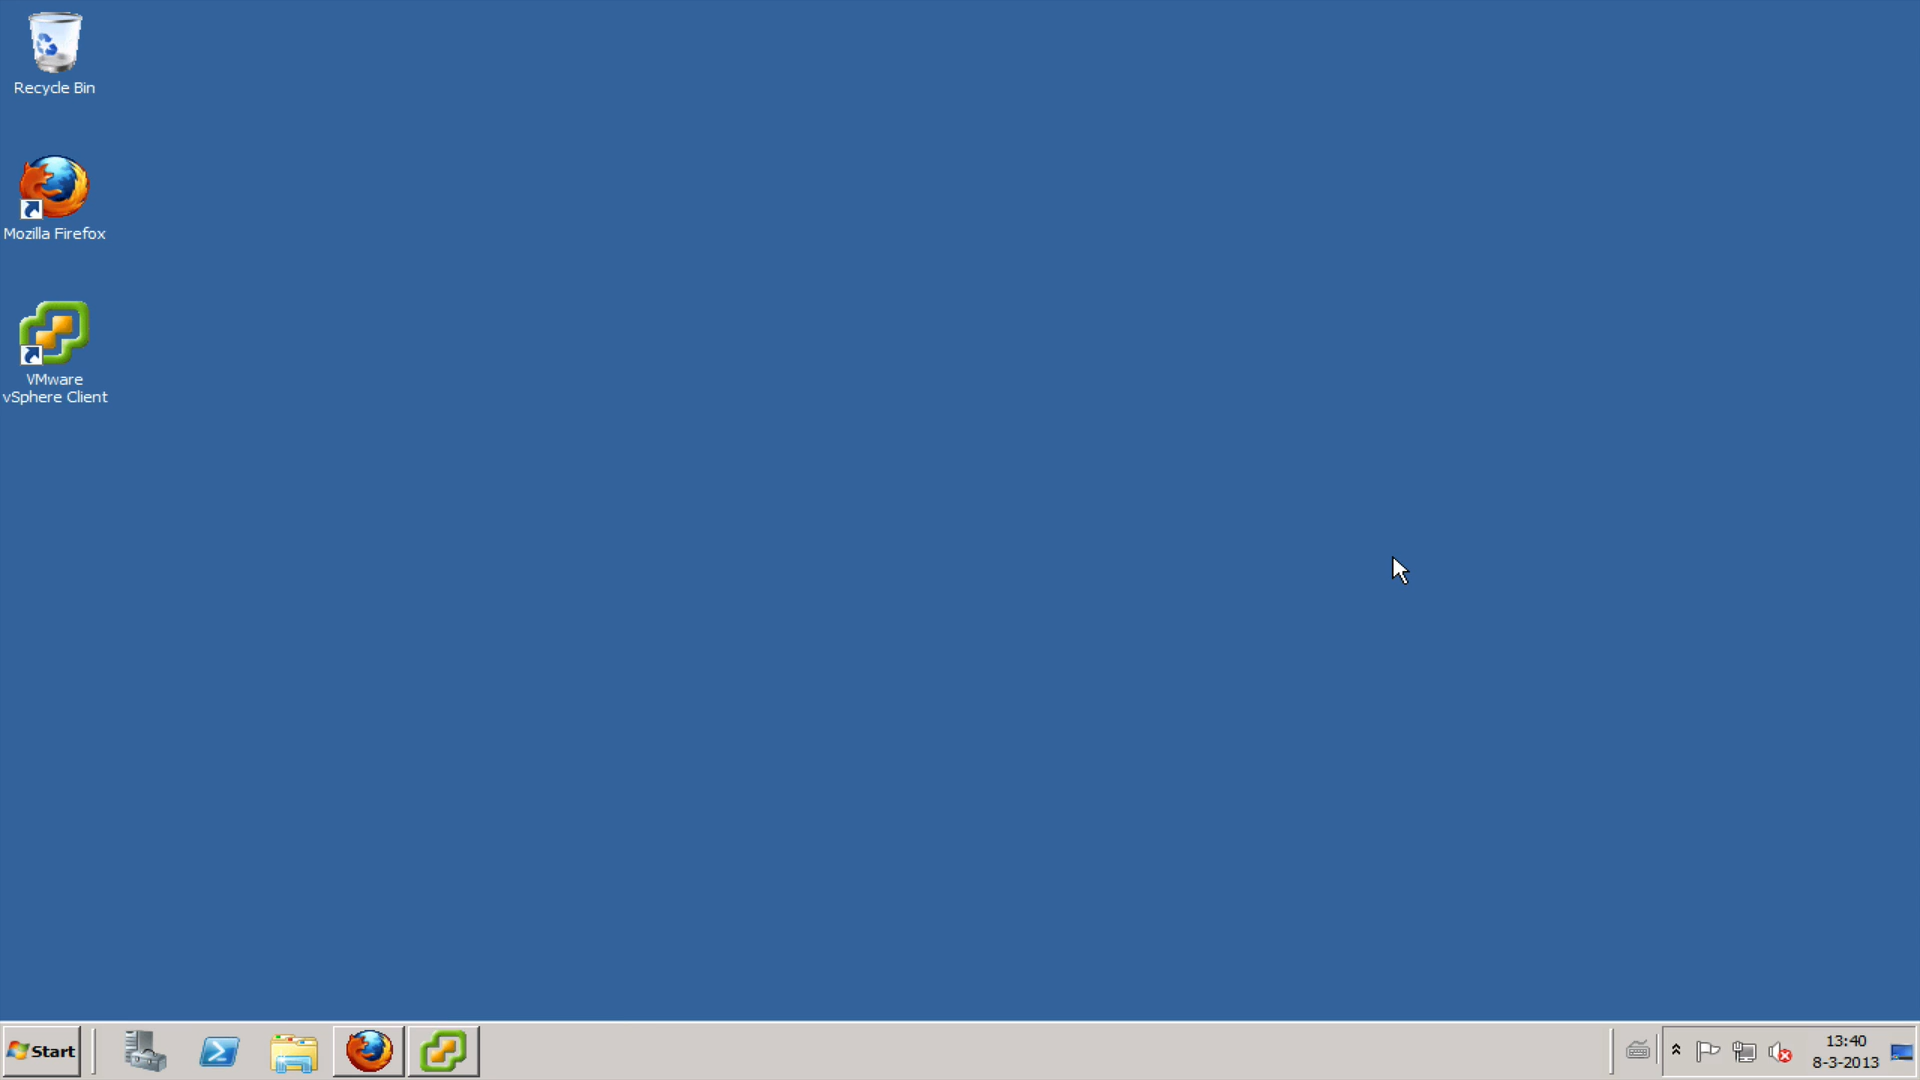 Recycle Bin
Mozilla Firefox
VMware
vSphere Client
Start
13:40
8-3-2013